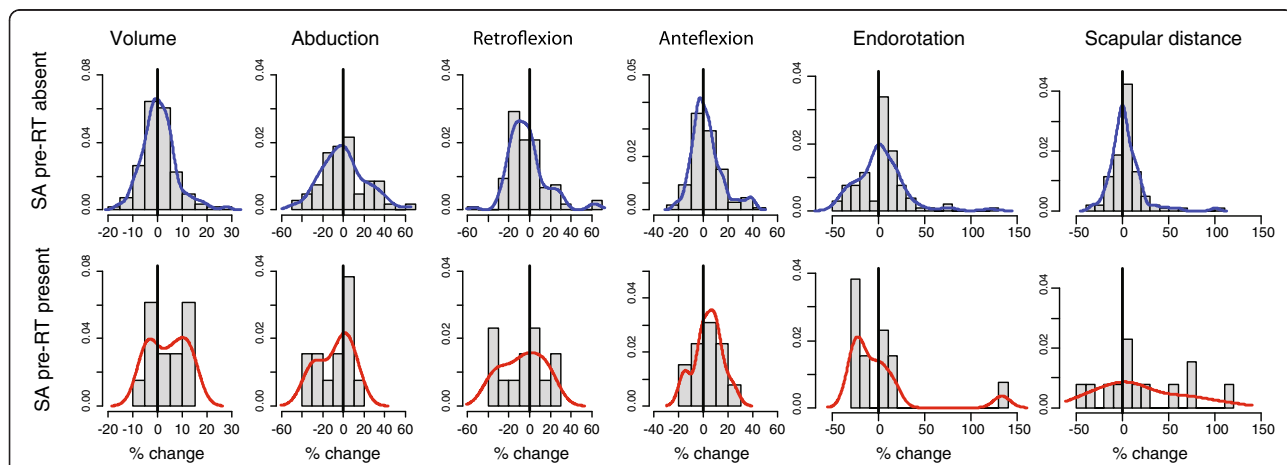 Volume Abduction Retroflexion Anteflexion Endorotation Scapular distance
SA pre-RT absent
0.00 0.04 0.08
-20 -10 0 10 20 30
0.00 0.02 0.04
-60 -20 0 20 40 60
0.00 0.02 0.04
-60 -20 0 20 40 60
0.00 0.02 0.05
-40 -20 0 20 40 60
0.00 0.02 0.04
-50 0 50 100 150
0.00 0.02 0.04
-50 0 50 100 150
SA pre-RT present
0.00 0.04 0.08
-20 -10 0 10 20 30
0.00 0.02 0.04
-60 -20 0 20 40 60
0.00 0.02 0.04
-60 -20 0 20 40 60
0.00 0.02 0.04
-40 -20 0 20 40 60
0.00 0.02 0.04
-50 0 50 100 150
0.00 0.02 0.04
-50 0 50 100 150
% change % change % change % change % change % change